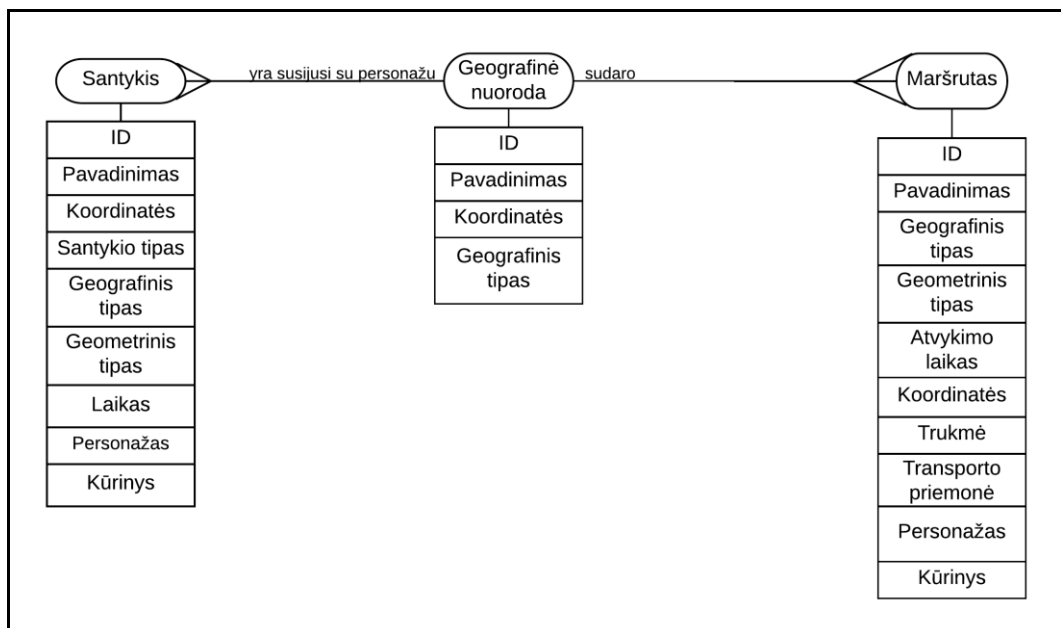 Santykis
yra susijusi su personažu
Geografinė
nuoroda
sudaro
Maršrutas
ID
Pavadinimas
Koordinatės
Santykio tipas
Geografinis
tipas
Geometrinis
tipas
Laikas
Personažas
Kūrinys
ID
Pavadinimas
Koordinatės
Geografinis
tipas
ID
Pavadinimas
Geografinis
tipas
Geometrinis
tipas
Atvykimo
laikas
Koordinatės
Trukmė
Transporto
priemonė
Personažas
Kūrinys